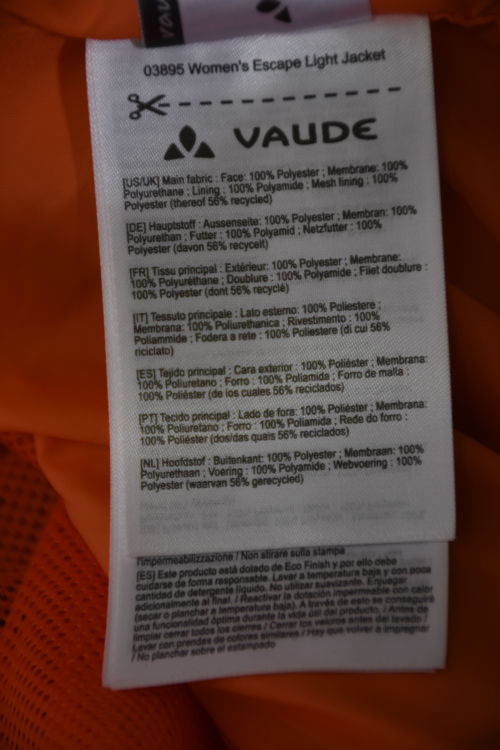 vau
VAUDE
03895 Women's Escape Light Jacket
VAUDE
[US/UK] Main fabric : Face: 100% Polyester ; Membrane: 100%
Polyurethane ; Lining : 100% Polyamide ; Mesh lining : 100%
Polyester (thereof 56% recycled)
[DE] Hauptstoff : Aussenseite: 100% Polyester ; Membran: 100%
Polyurethan ; Futter : 100% Polyamid ; Netzfutter : 100%
Polyester (davon 56% recycelt)
[FR] Tissu principal : Extérieur: 100% Polyester ; Membrane:
100% Polyuréthane ; Doublure : 100% Polyamide ; Filet doublure :
100% Polyester (dont 56% recyclé)
[IT] Tessuto principale : Lato esterno: 100% Poliestere ;
Membrana: 100% Poliurethanica ; Rivestimento : 100%
Poliammide ; Fodera a rete : 100% Poliestere (di cui 56%
riciclato)
[ES] Tejido principal : Cara exterior : 100% Poliéster ; Membrana:
100% Poliuretano ; Forro : 100% Poliamida ; Forro de malla :
100% Poliéster (de los cuales 56% reciclados)
[PT] Tecido principal : Lado de fora: 100% Poliéster ; Membrana:
100% Poliuretano ; Forro : 100% Poliamida ; Rede do forro :
100% Poliéster (dos/das quais 56% reciclados)
[NL] Hoofdstof : Buitenkant: 100% Polyester ; Membraan: 100%
Polyurethaan ; Voering : 100% Polyamide ; Webvoering : 100%
Polyester (waarvan 56% gerecycled)
l'impermeabilizzazione / Non stirare sulla stampa
[ES] Este producto está dotado de Eco Finish y por ello debe
cuidarse de forma responsable. Lavar a temperatura baja y con poca
cantidad de detergente líquido. No utilizar suavizante. Enjuagar
adicionalmente al final. / Reactivar la dotación impermeable con calor
(secar o planchar a temperatura baja). A través de esto se conseguirá
una funcionalidad óptima durante la vida útil del producto. / Antes de
limpiar cerrar todos los cierres / Cerrar los velcros antes del lavado /
Lavar con prendas de colores similares / Hay que volver a impregnar
/ No planchar sobre el estampado